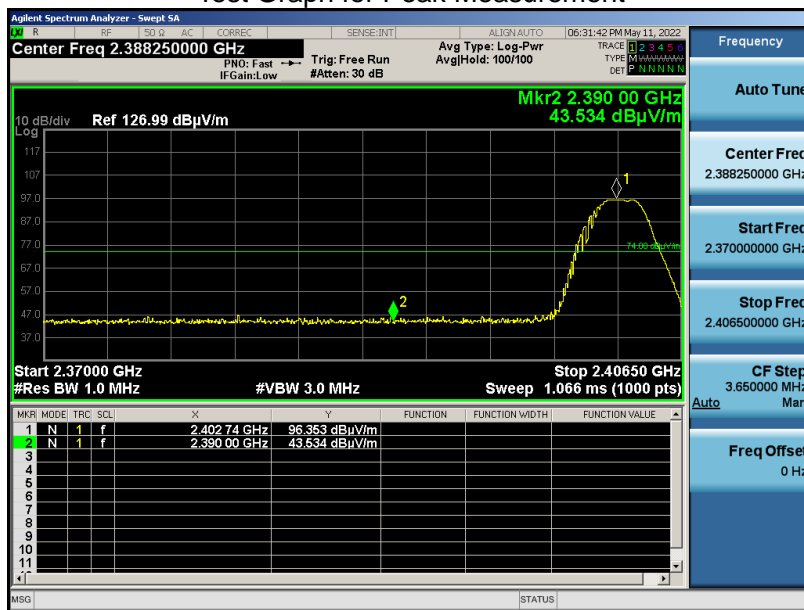 Test Graph for Peak Measurement
Agilent Spectrum Analyzer - Swept SA
LXI R RF 50 Ω AC CORREC SENSE:INT ALIGN AUTO 06:31:42 PM May 11, 2022
Center Freq 2.388250000 GHz
PNO: Fast
IFGain:Low
Trig: Free Run
#Atten: 30 dB
Avg Type: Log-Pwr
Avg|Hold: 100/100
TRACE 1 2 3 4 5 6
TYPE M
DET P N N N N N
Mkr2 2.390 00 GHz
43.534 dBµV/m
10 dB/div
Log
Ref 126.99 dBµV/m
117
107
97.0
87.0
77.0
67.0
57.0
47.0
37.0
1
74.00 dBµV/m
2
Start 2.37000 GHz
Stop 2.40650 GHz
#Res BW 1.0 MHz
#VBW 3.0 MHz
Sweep 1.066 ms (1000 pts)
MKR MODE TRC SCL X Y FUNCTION FUNCTION WIDTH FUNCTION VALUE
1 N 1 f 2.402 74 GHz 96.353 dBµV/m
2 N 1 f 2.390 00 GHz 43.534 dBµV/m
3
4
5
6
7
8
9
10
11
MSG
STATUS
Frequency
Auto Tune
Center Freq
2.388250000 GHz
Start Freq
2.370000000 GHz
Stop Freq
2.406500000 GHz
CF Step
3.650000 MHz
Auto Man
Freq Offset
0 Hz